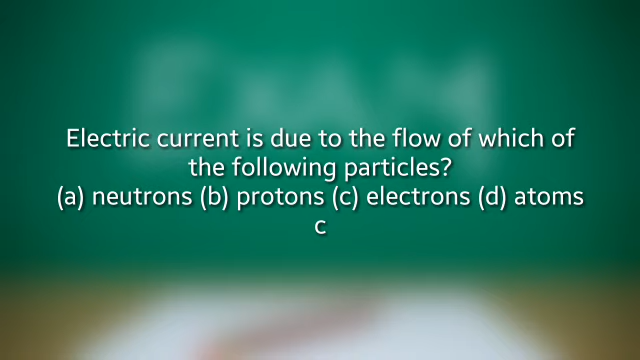 Electric current is due to the flow of which of
the following particles?
(a) neutrons (b) protons (c) electrons (d) atoms
c